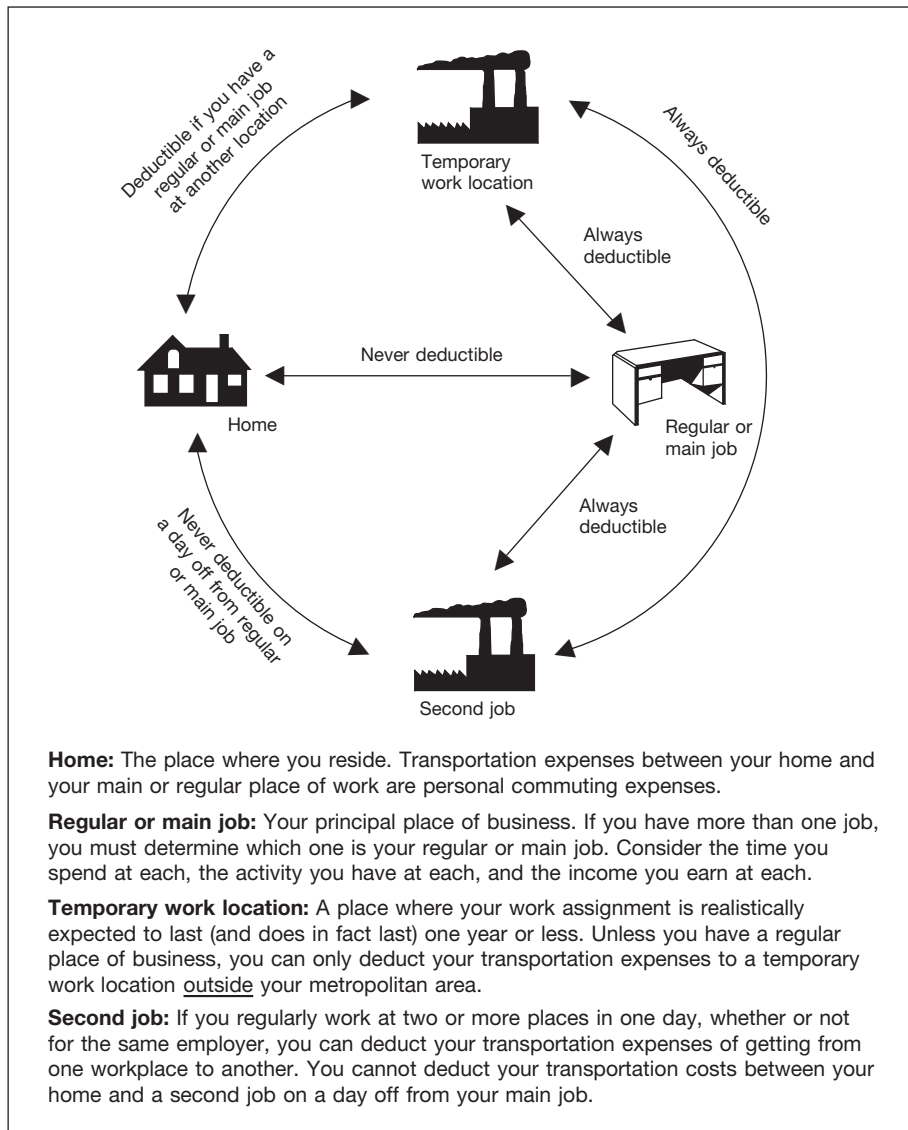 Deductible if you have a
regular or main job
at another location
Temporary
work location
Always deductible
Always
deductible
Never deductible
Home
Regular or
main job
Never deductible on
a day off from regular
or main job
Always
deductible
Second job
Home: The place where you reside. Transportation expenses between your home and
your main or regular place of work are personal commuting expenses.
Regular or main job: Your principal place of business. If you have more than one job,
you must determine which one is your regular or main job. Consider the time you
spend at each, the activity you have at each, and the income you earn at each.
Temporary work location: A place where your work assignment is realistically
expected to last (and does in fact last) one year or less. Unless you have a regular
place of business, you can only deduct your transportation expenses to a temporary
work location outside your metropolitan area.
Second job: If you regularly work at two or more places in one day, whether or not
for the same employer, you can deduct your transportation expenses of getting from
one workplace to another. You cannot deduct your transportation costs between your
home and a second job on a day off from your main job.